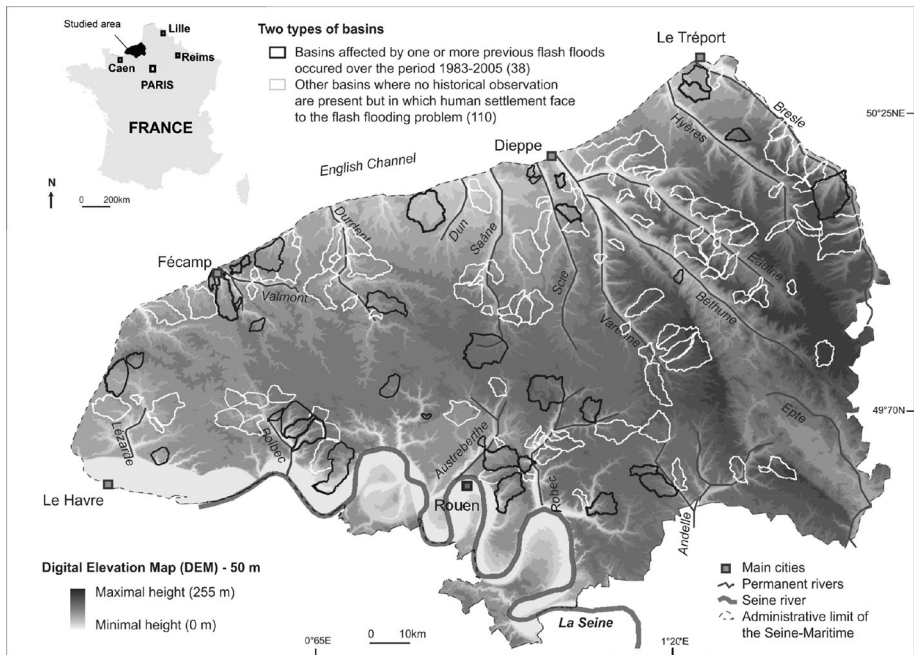 Studied area
Lille
Reims
Caen
PARIS
FRANCE
N
0 200km
Two types of basins
Basins affected by one or more previous flash floods
occured over the period 1983-2005 (38)
Other basins where no historical observation
are present but in which human settlement face
to the flash flooding problem (110)
Le Tréport
50°25N
Bresle
Hyères
Dieppe
English Channel
Durdent
Dun
Saâne
Scie
Eaulne
Béthune
Varenne
Fécamp
Valmont
49°70N
Epte
Lézarde
Bolbec
Austreberthe
Robec
Le Havre
Rouen
Andelle
Digital Elevation Map (DEM) - 50 m
Maximal height (255 m)
Minimal height (0 m)
Main cities
Permanent rivers
Seine river
Administrative limit of
the Seine-Maritime
La Seine
0°65E
0 10km
1°20E